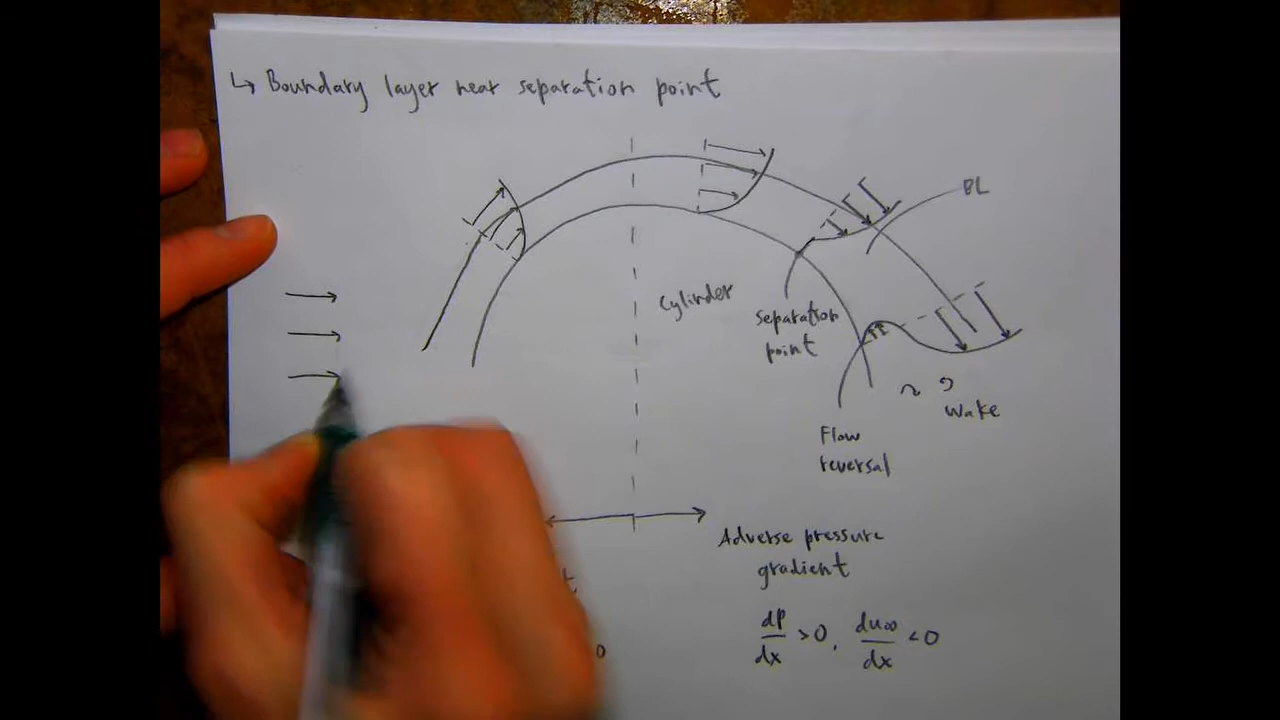 ↳ Boundary layer near separation point
BL
Cylinder
Separation
point
Wake
Flow
reversal
Adverse pressure
gradient
t
dp/dx > 0, du∞/dx < 0
0